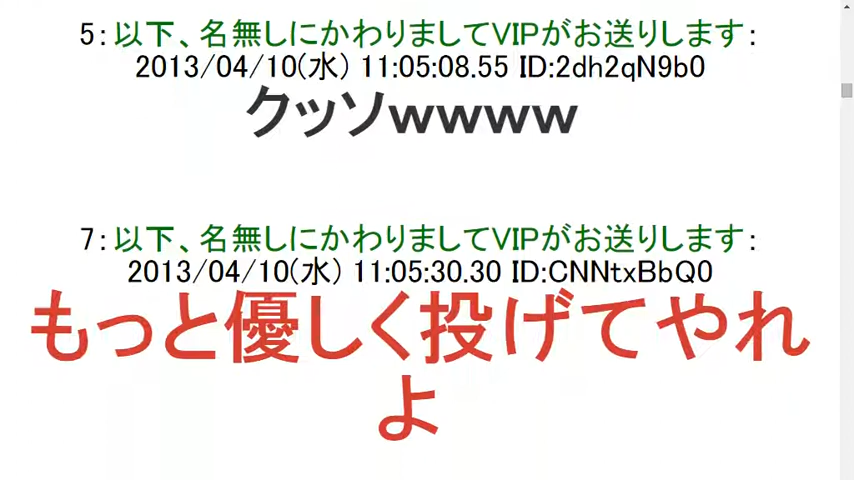 5：以下、名無しにかわりましてVIPがお送りします：
2013/04/10(水) 11:05:08.55 ID:2dh2qN9b0
クッソwwww
7：以下、名無しにかわりましてVIPがお送りします：
2013/04/10(水) 11:05:30.30 ID:CNNtxBbQ0
もっと優しく投げてやれ
よ